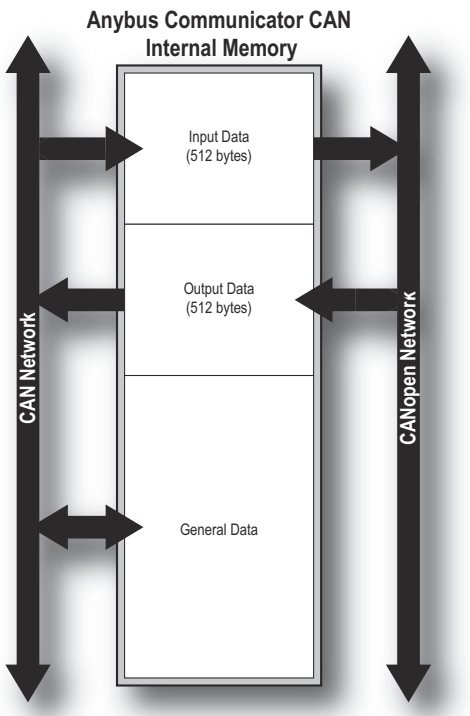 Anybus Communicator CAN
Internal Memory
Input Data
(512 bytes)
Output Data
(512 bytes)
General Data
CAN Network
CANopen Network